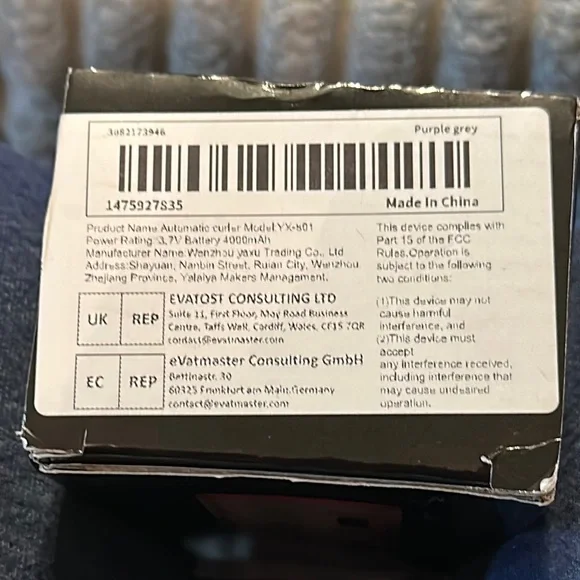 3082173946
Purple grey
1475927835
Made In China
Product Name Automatic curler Model:YX-601
Power Rating:3.7V Battery 4000mAh
Manufacturer Name:Wenzhou yaxu Trading Co., Ltd
Address:Shayuan, Nanbin Street, Ruian City, Wenzhou
Zhejiang Province, Yalaiya Makers Management.
UK REP
EVATOST CONSULTING LTD
Suite 11, First Floor, Moy Road Business
Centre, Taffs Well, Cardiff, Wales, CF15 7QR
contact@evatmaster.com
EC REP
eVatmaster Consulting GmbH
Bettinastr. 30
60325 Frankfurt am Main,Germany
contact@evatmaster.com
This device complies with
Part 15 of the FCC
Rules.Operation is
subject to the following
two conditions:
(1)This device may not
cause harmful
interference, and
(2)This device must
accept
any interference received,
including interference that
may cause undesired
operation.